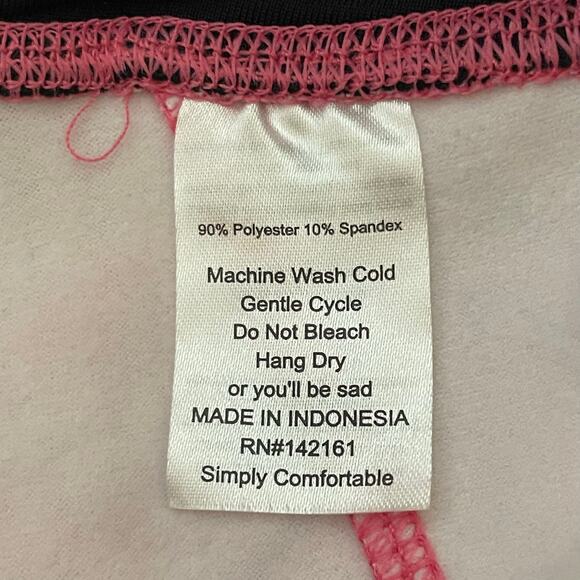 90% Polyester 10% Spandex
Machine Wash Cold
Gentle Cycle
Do Not Bleach
Hang Dry
or you'll be sad
MADE IN INDONESIA
RN#142161
Simply Comfortable